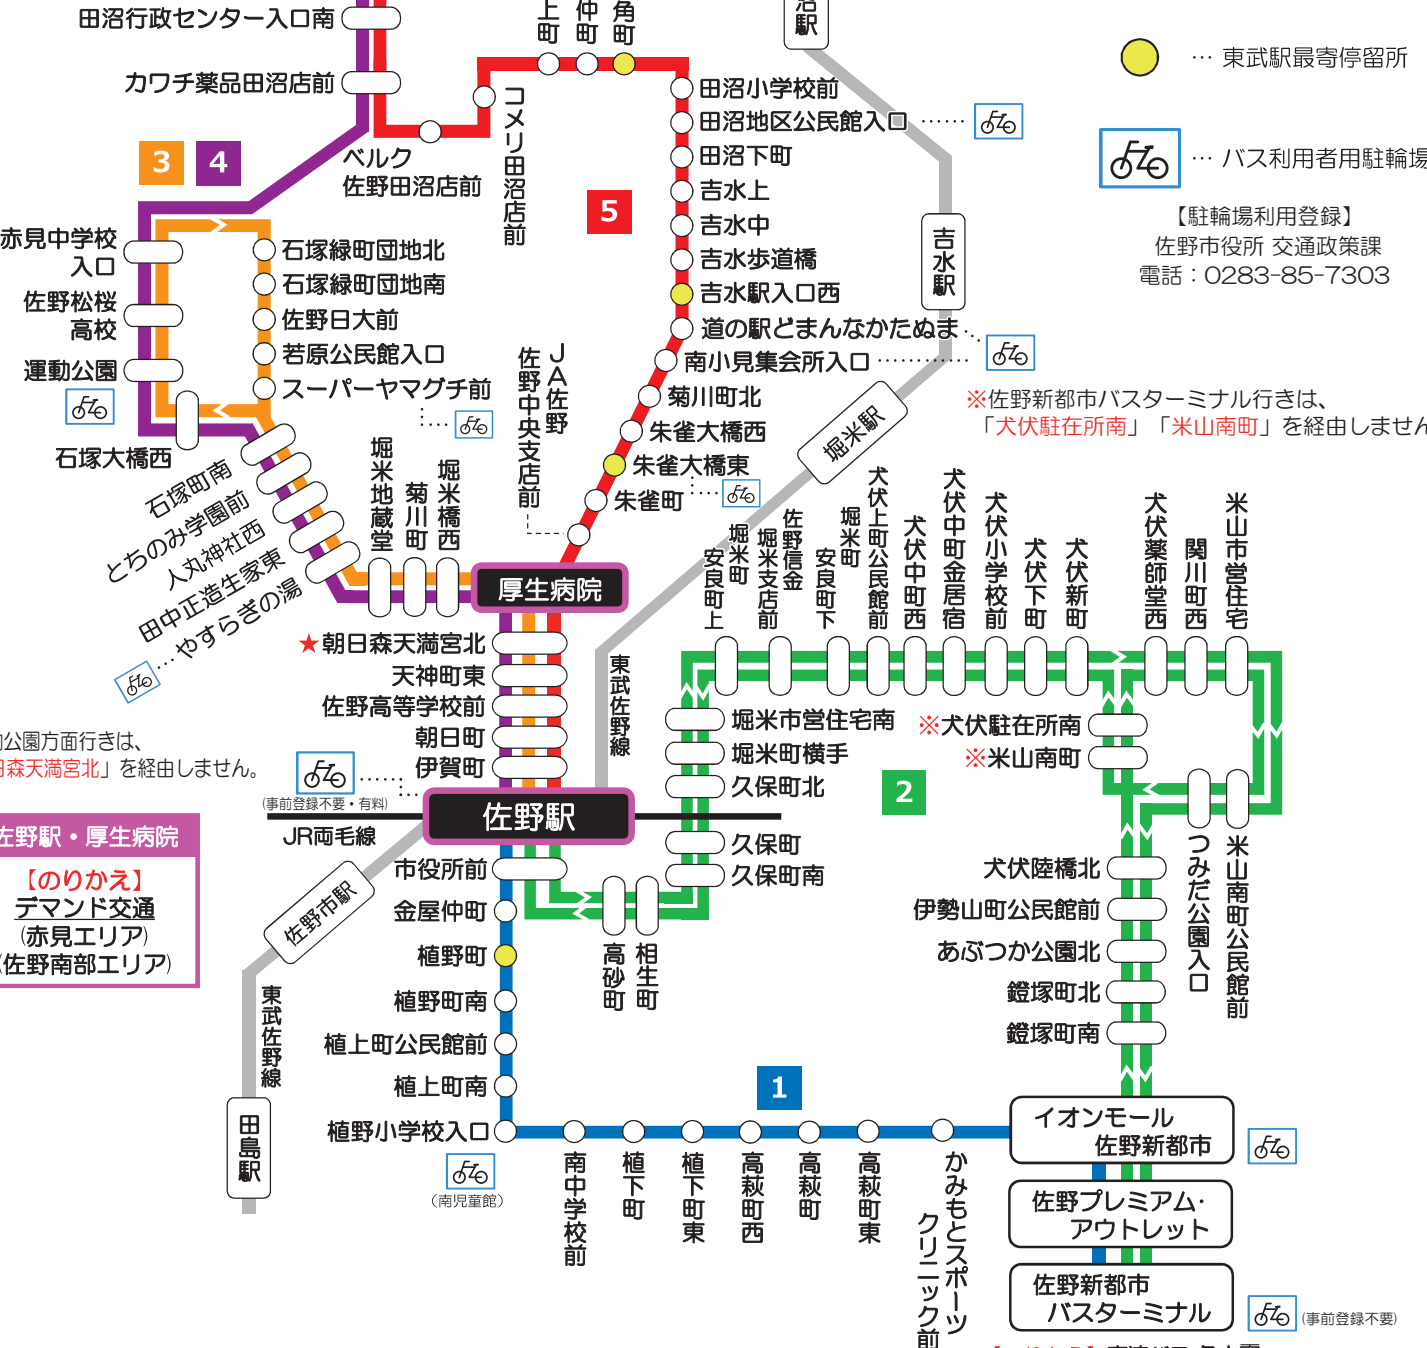 田沼行政センター入口南
カワチ薬品田沼店前
上町
仲町
角町
沼駅
… 東武駅最寄停留所
… バス利用者用駐輪場
【駐輪場利用登録】
佐野市役所 交通政策課
電話：0283-85-7303
3
4
5
ベルク
佐野田沼店前
コメリ田沼店前
田沼小学校前
田沼地区公民館入口
田沼下町
吉水上
吉水中
吉水歩道橋
吉水駅入口西
道の駅どまんなかたぬま
南小見集会所入口
菊川町北
朱雀大橋西
朱雀大橋東
朱雀町
JA佐野
佐野中央支店前
吉水駅
堀米駅
※佐野新都市バスターミナル行きは、
「犬伏駐在所南」「米山南町」を経由しません
赤見中学校
入口
佐野松桜
高校
運動公園
石塚大橋西
石塚緑町団地北
石塚緑町団地南
佐野日大前
若原公民館入口
スーパーヤマグチ前
石塚町南
とちのみ学園前
人丸神社西
田中正造生家東
やすらぎの湯
堀米地蔵堂
菊川町
堀米橋西
厚生病院
★朝日森天満宮北
天神町東
佐野高等学校前
朝日町
伊賀町
公園方面行きは、
森天満宮北」を経由しません。
(事前登録不要・有料)
佐野駅
JR両毛線
東武佐野線
佐野駅・厚生病院
【のりかえ】
デマンド交通
(赤見エリア)
(佐野南部エリア)
佐野市駅
東武佐野線
田島駅
市役所前
金屋仲町
植野町
植野町南
植上町公民館前
植上町南
植野小学校入口
(南児童館)
高砂町
相生町
久保町南
久保町
久保町北
堀米町横手
堀米市営住宅南
堀米町
安良町上
佐野信金
堀米支店前
堀米町
安良町下
犬伏上町公民館前
犬伏中町西
犬伏中町金居宿
犬伏小学校前
犬伏下町
犬伏新町
犬伏薬師堂西
関川町西
米山市営住宅
※犬伏駐在所南
※米山南町
2
つみだ公園入口
米山南町公民館前
犬伏陸橋北
伊勢山町公民館前
あぶつか公園北
鐙塚町北
鐙塚町南
1
南中学校前
植下町
植下町東
高萩町西
高萩町
高萩町東
かみもとスポーツ
クリニック前
イオンモール
佐野新都市
佐野プレミアム・
アウトレット
佐野新都市
バスターミナル
(事前登録不要)